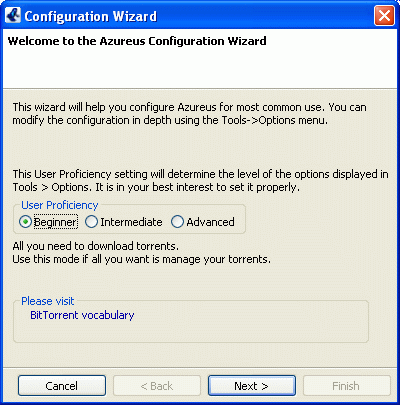 Configuration Wizard
Welcome to the Azureus Configuration Wizard
This wizard will help you configure Azureus for most common use. You can
modify the configuration in depth using the Tools->Options menu.
This User Proficiency setting will determine the level of the options displayed in
Tools > Options. It is in your best interest to set it properly.
User Proficiency
Beginner Intermediate Advanced
All you need to download torrents.
Use this mode if all you want is manage your torrents.
Please visit
BitTorrent vocabulary
Cancel < Back Next > Finish